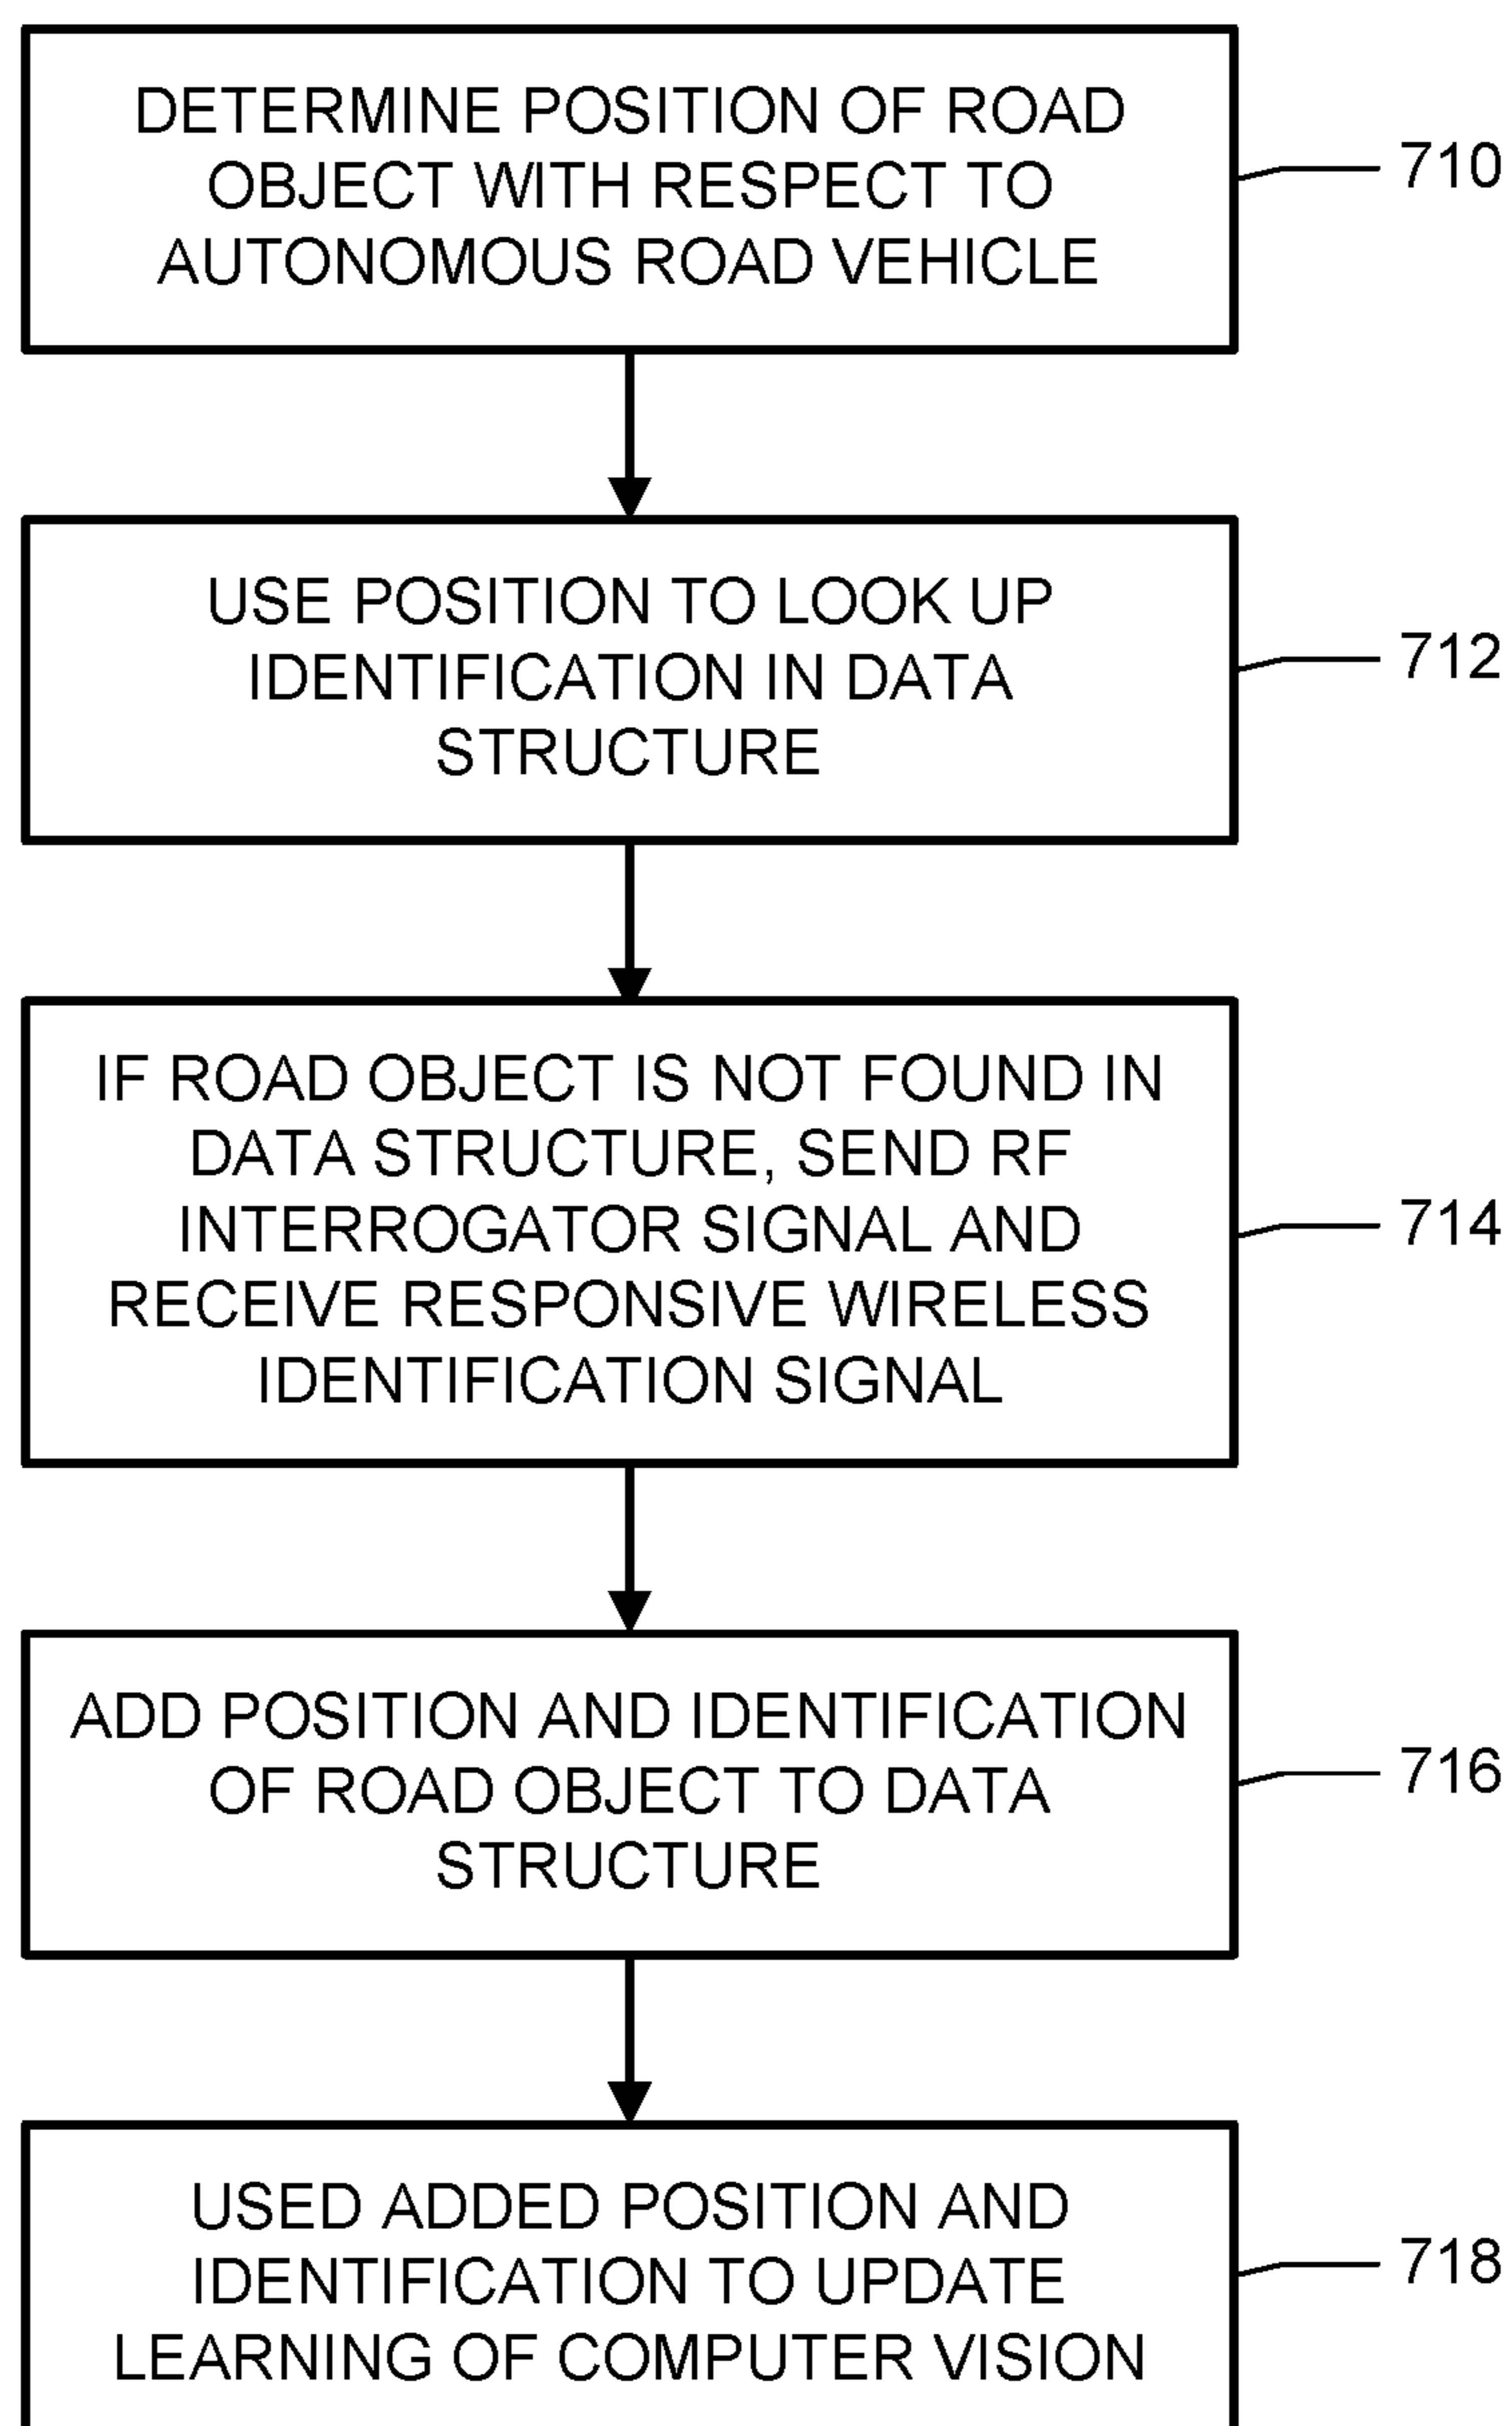 DETERMINE POSITION OF ROAD
OBJECT WITH RESPECT TO
AUTONOMOUS ROAD VEHICLE
710
USE POSITION TO LOOK UP
IDENTIFICATION IN DATA
STRUCTURE
712
IF ROAD OBJECT IS NOT FOUND IN
DATA STRUCTURE, SEND RF
INTERROGATOR SIGNAL AND
RECEIVE RESPONSIVE WIRELESS
IDENTIFICATION SIGNAL
714
ADD POSITION AND IDENTIFICATION
OF ROAD OBJECT TO DATA
STRUCTURE
716
USED ADDED POSITION AND
IDENTIFICATION TO UPDATE
LEARNING OF COMPUTER VISION
718